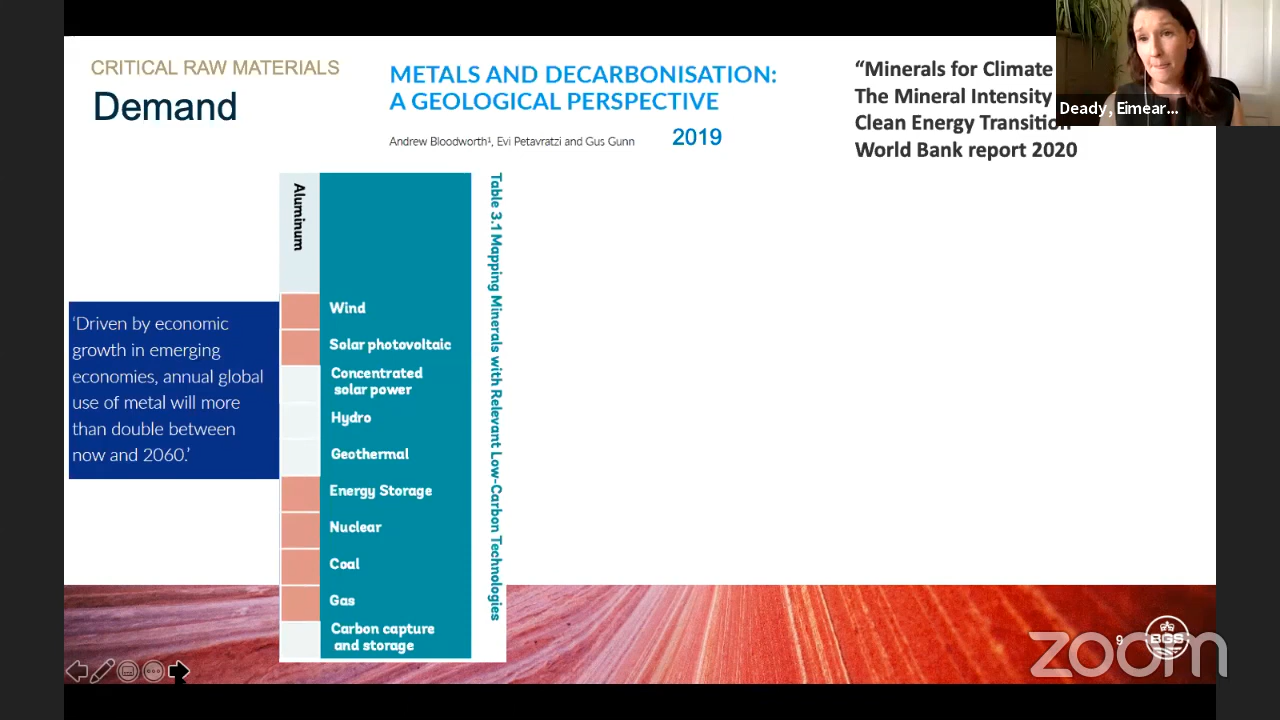 CRITICAL RAW MATERIALS
Demand
METALS AND DECARBONISATION:
A GEOLOGICAL PERSPECTIVE
Andrew Bloodworth¹, Evi Petavratzi and Gus Gunn
2019
“Minerals for Climate
The Mineral Intensity
Clean Energy Transition
World Bank report 2020
Deady, Eimear...
Aluminum
Table 3.1 Mapping Minerals with Relevant Low-Carbon Technologies
Wind
Solar photovoltaic
Concentrated
solar power
Hydro
Geothermal
Energy Storage
Nuclear
Coal
Gas
Carbon capture
and storage
‘Driven by economic
growth in emerging
economies, annual global
use of metal will more
than double between
now and 2060.’
9
BGS
zoom